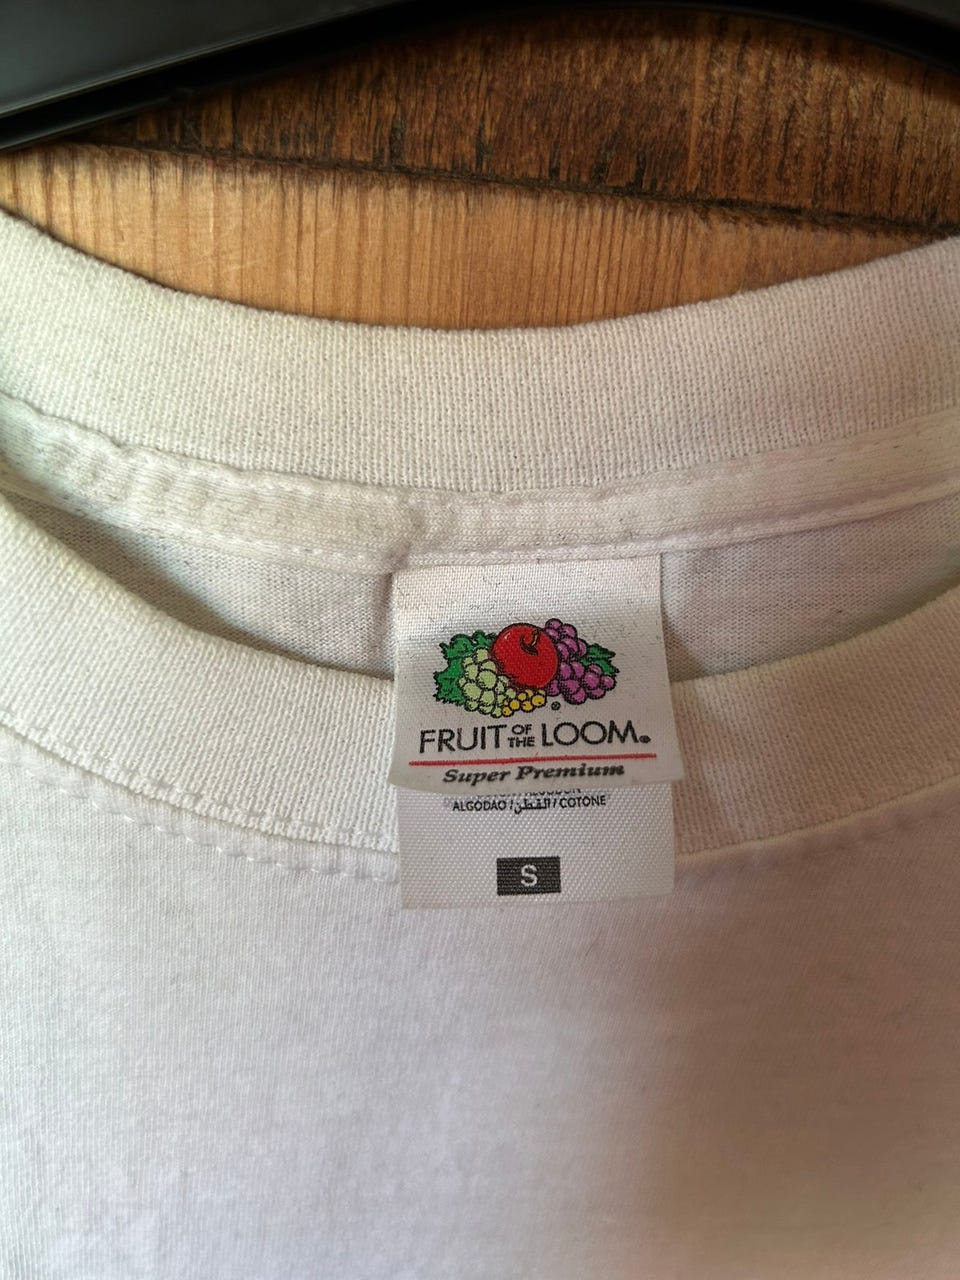 FRUIT OF THE LOOM®
Super Premium
ALGODAO / القطن / COTONE
S